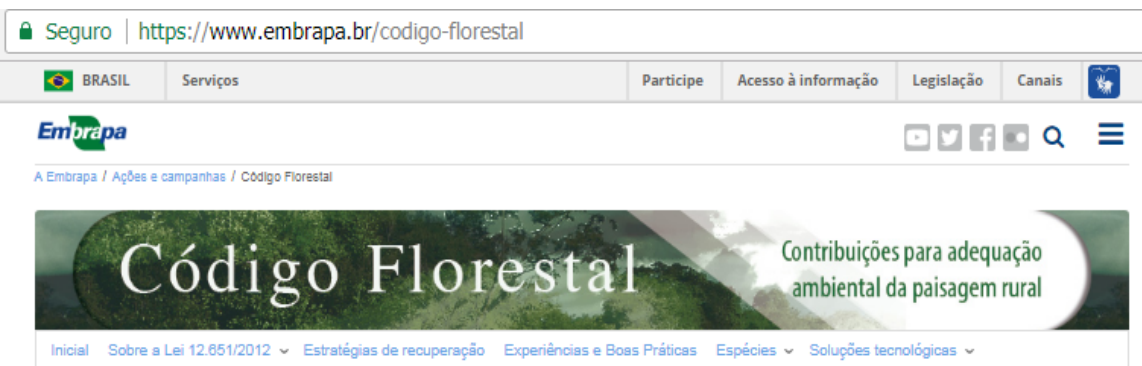 Seguro | https://www.embrapa.br/codigo-florestal
BRASIL Serviços Participe Acesso à informação Legislação Canais
Embrapa
A Embrapa / Ações e campanhas / Código Florestal
Código Florestal
Contribuições para adequação
ambiental da paisagem rural
Inicial Sobre a Lei 12.651/2012 Estratégias de recuperação Experiências e Boas Práticas Espécies Soluções tecnológicas